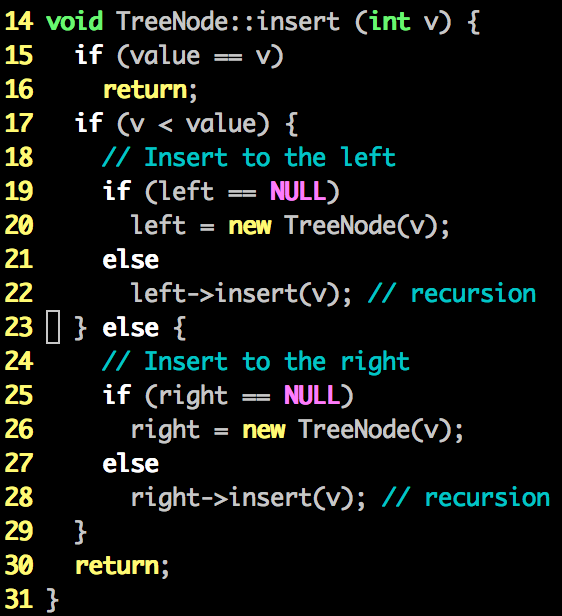 14 void TreeNode::insert (int v) {
15   if (value == v)
16     return;
17   if (v < value) {
18     // Insert to the left
19     if (left == NULL)
20       left = new TreeNode(v);
21     else
22       left->insert(v); // recursion
23   } else {
24     // Insert to the right
25     if (right == NULL)
26       right = new TreeNode(v);
27     else
28       right->insert(v); // recursion
29   }
30   return;
31 }